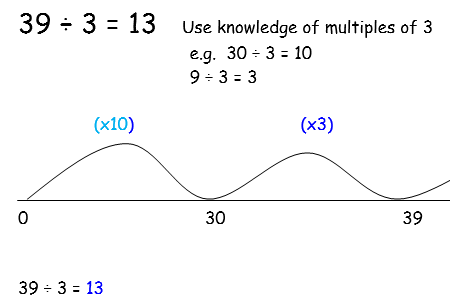 39 ÷ 3 = 13 Use knowledge of multiples of 3
e.g. 30 ÷ 3 = 10
9 ÷ 3 = 3
(x10) (x3)
0 30 39
39 ÷ 3 = 13